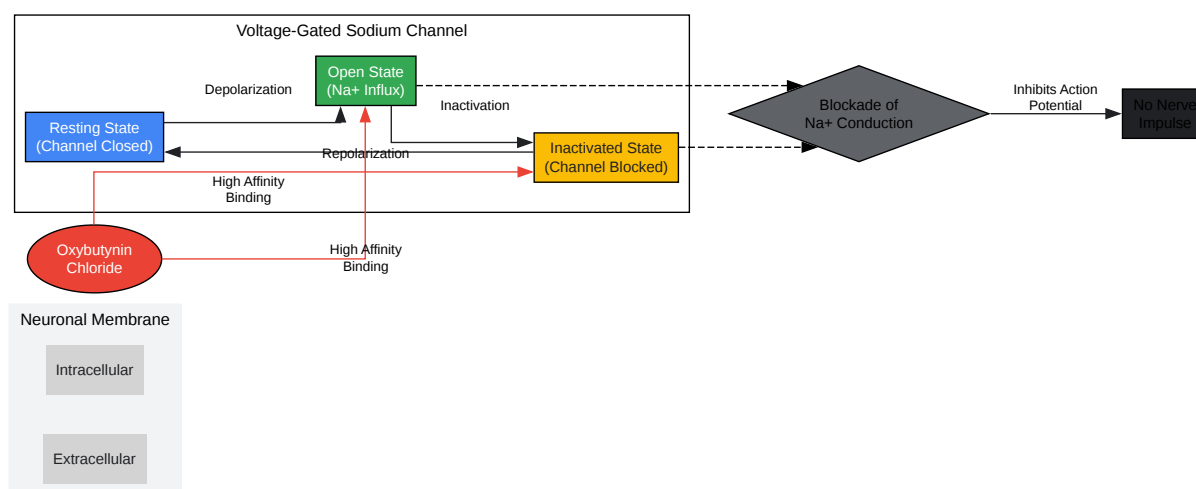 Voltage-Gated Sodium Channel
Open State
(Na+ Influx)
Depolarization
Inactivation
Resting State
(Channel Closed)
Repolarization
Inactivated State
(Channel Blocked)
High Affinity
Binding
Blockade of
Na+ Conduction
Inhibits Action
Potential
No Nerve
Impulse
Oxybutynin
Chloride
High Affinity
Binding
Neuronal Membrane
Intracellular
Extracellular